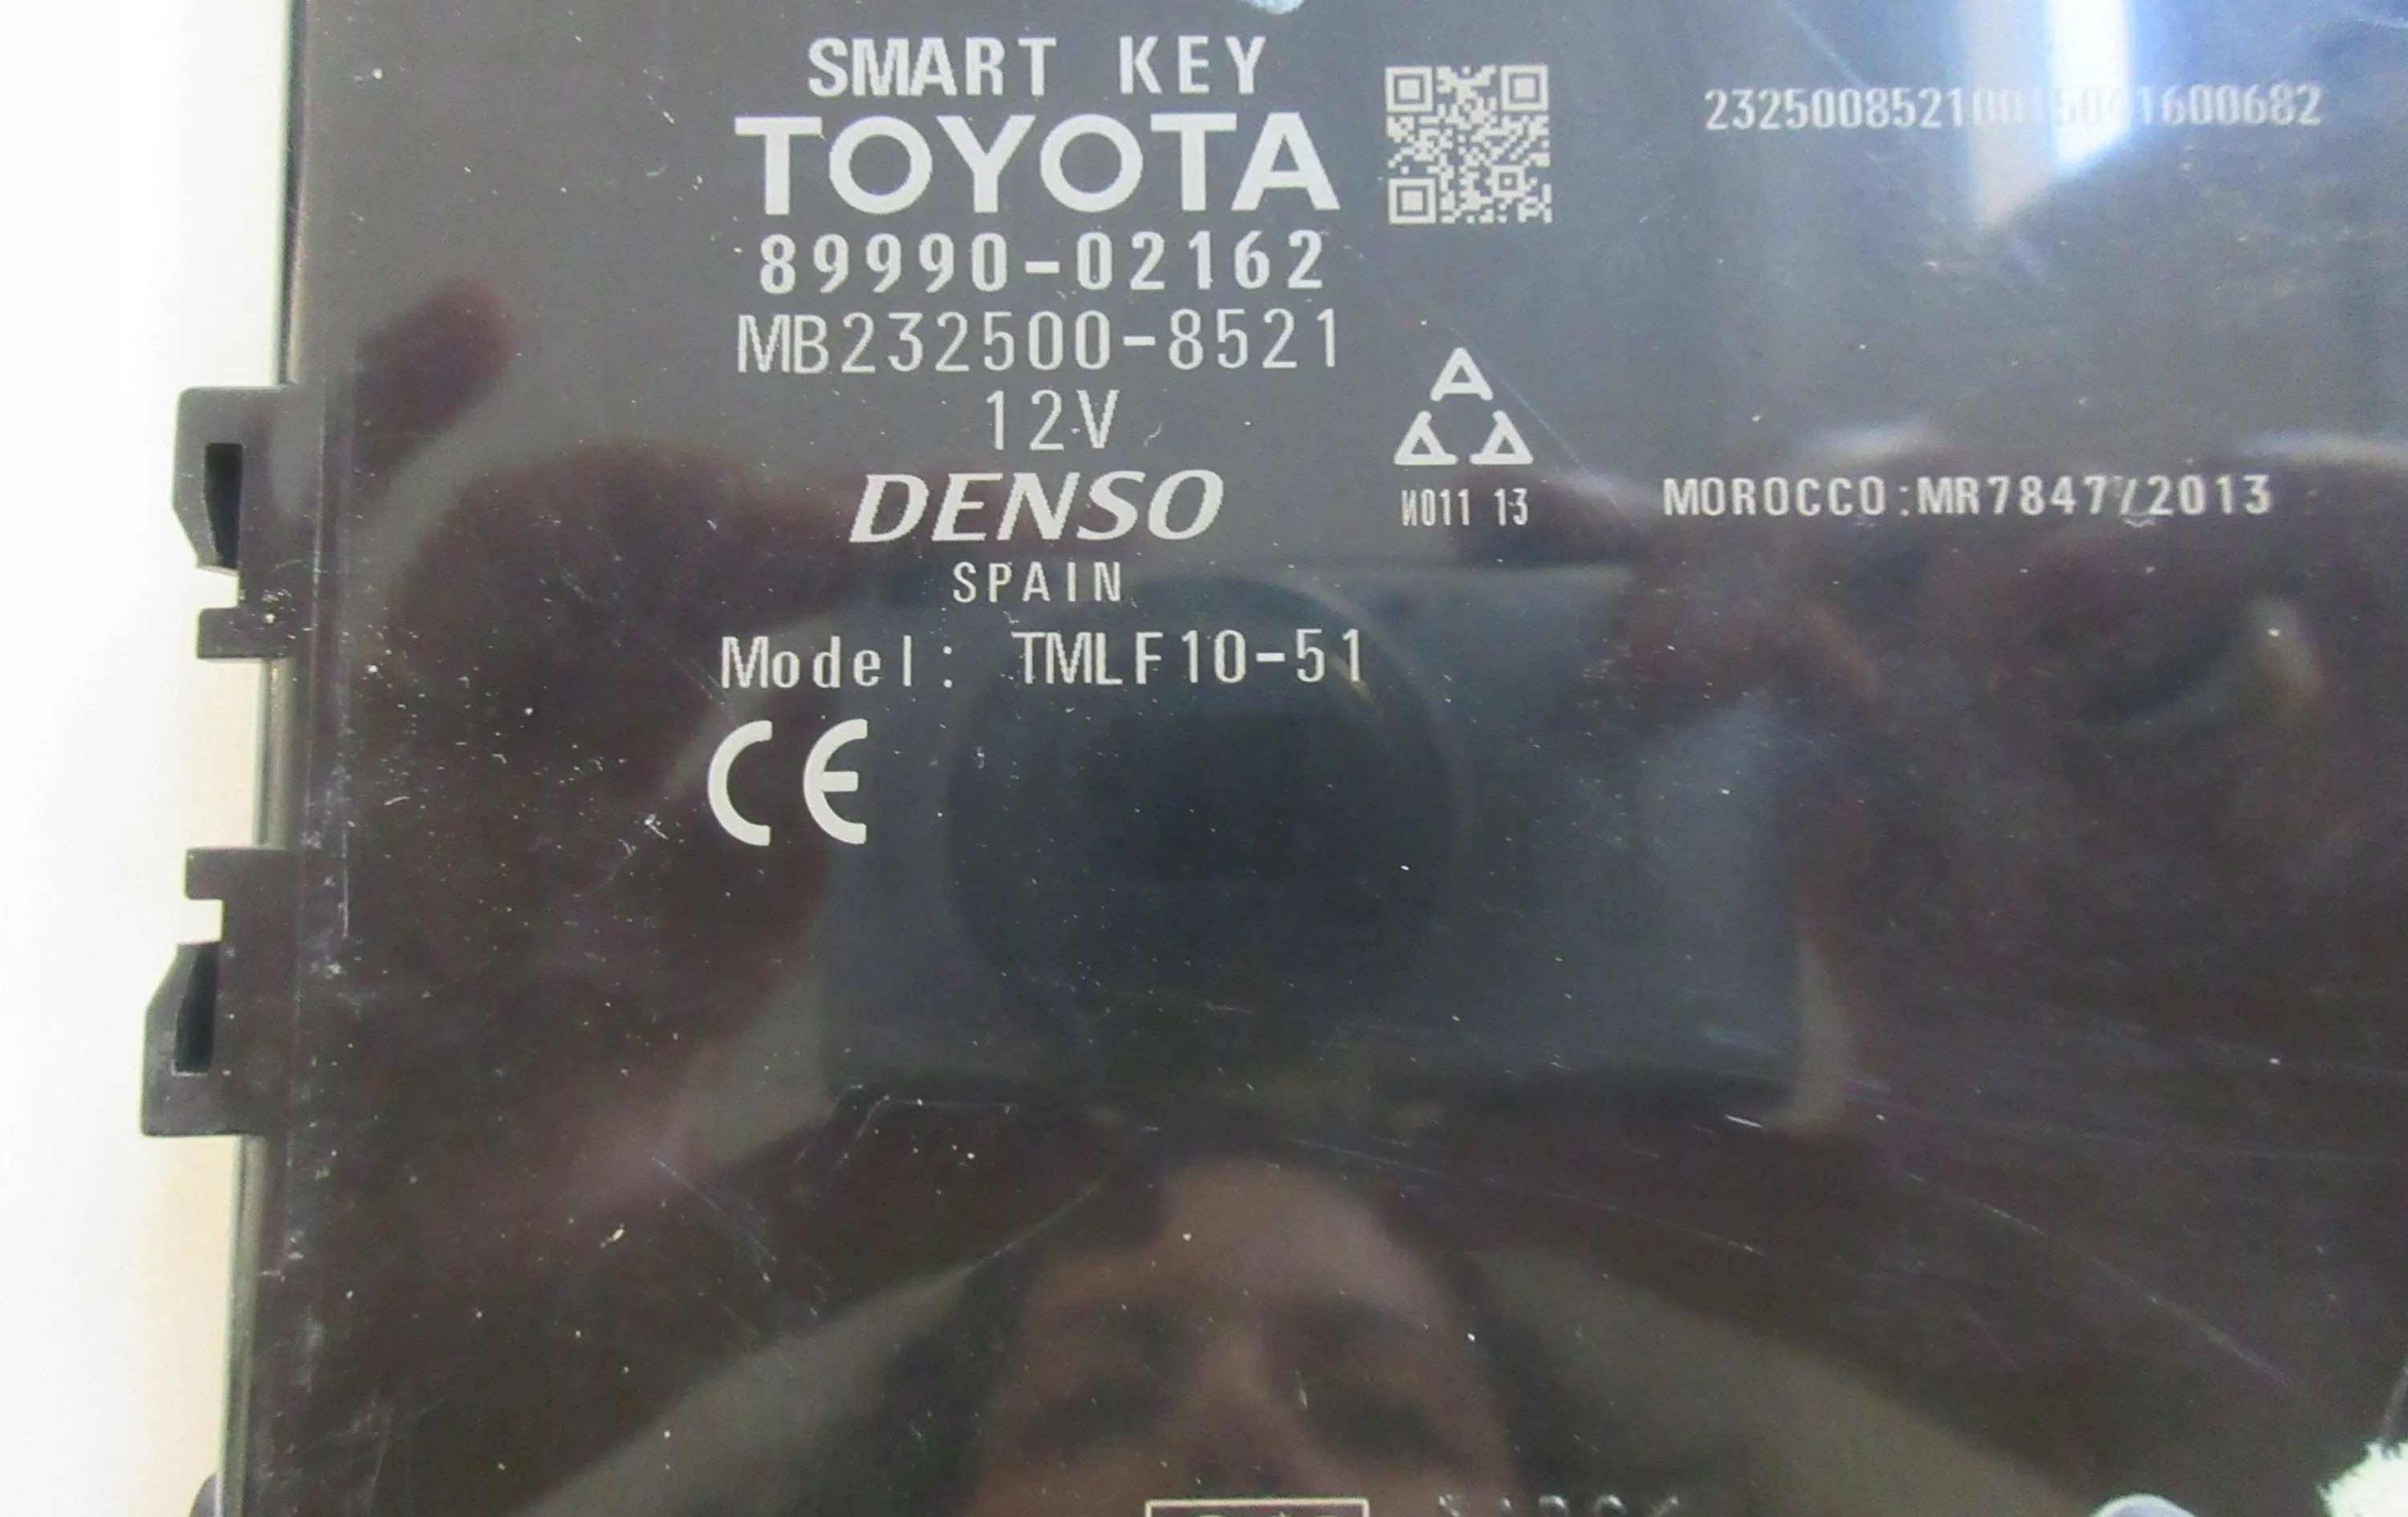 SMART KEY
TOYOTA
89990-02162
MB232500-8521
12V
DENSO
SPAIN
Model: TMLF10-51
CE
N011 13
MOROCCO:MR7847/2013